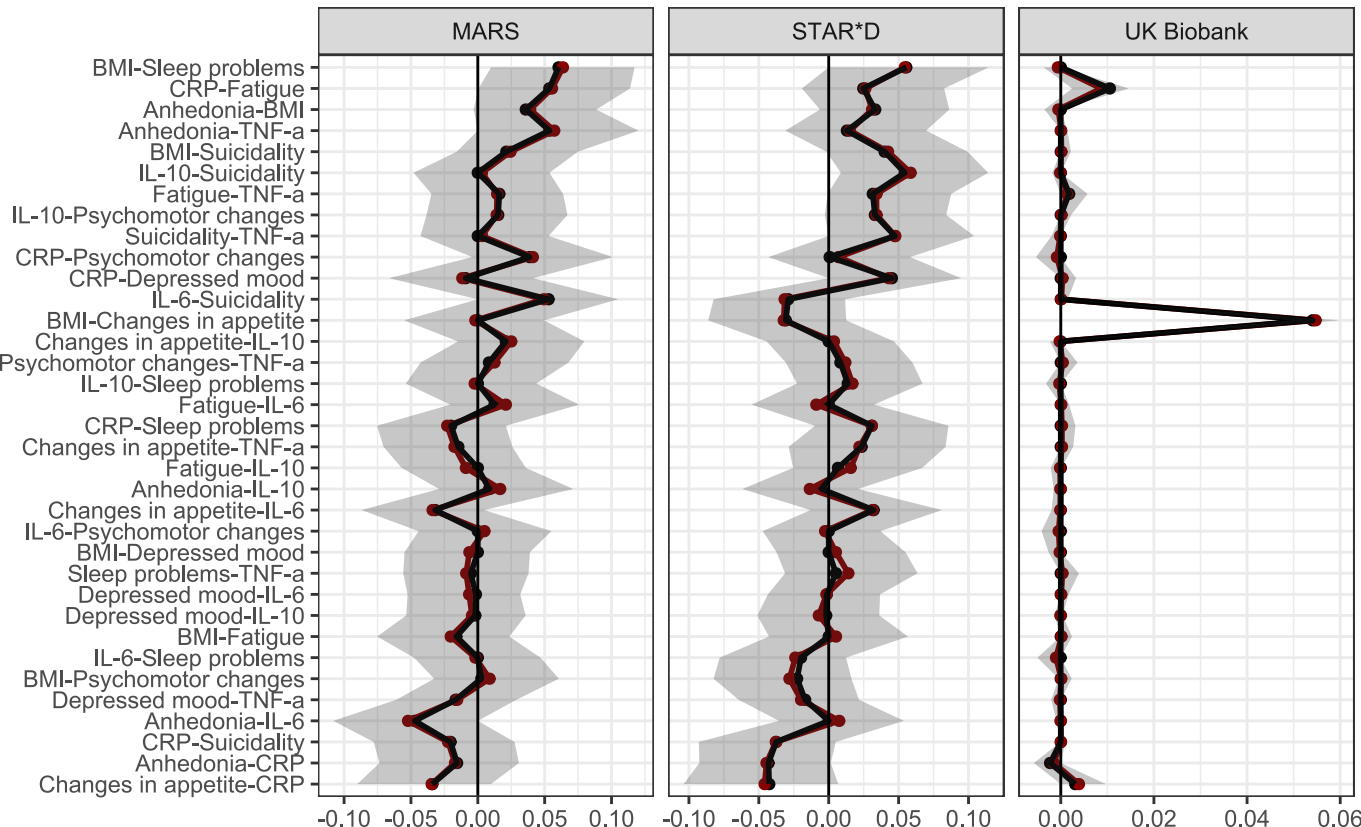 MARS STAR*D UK Biobank
BMI-Sleep problems
CRP-Fatigue
Anhedonia-BMI
Anhedonia-TNF-a
BMI-Suicidality
IL-10-Suicidality
Fatigue-TNF-a
IL-10-Psychomotor changes
Suicidality-TNF-a
CRP-Psychomotor changes
CRP-Depressed mood
IL-6-Suicidality
BMI-Changes in appetite
Changes in appetite-IL-10
Psychomotor changes-TNF-a
IL-10-Sleep problems
Fatigue-IL-6
CRP-Sleep problems
Changes in appetite-TNF-a
Fatigue-IL-10
Anhedonia-IL-10
Changes in appetite-IL-6
IL-6-Psychomotor changes
BMI-Depressed mood
Sleep problems-TNF-a
Depressed mood-IL-6
Depressed mood-IL-10
BMI-Fatigue
IL-6-Sleep problems
BMI-Psychomotor changes
Depressed mood-TNF-a
Anhedonia-IL-6
CRP-Suicidality
Anhedonia-CRP
Changes in appetite-CRP
-0.10 -0.05 0.00 0.05 0.10 -0.10 -0.05 0.00 0.05 0.10 0.00 0.02 0.04 0.06